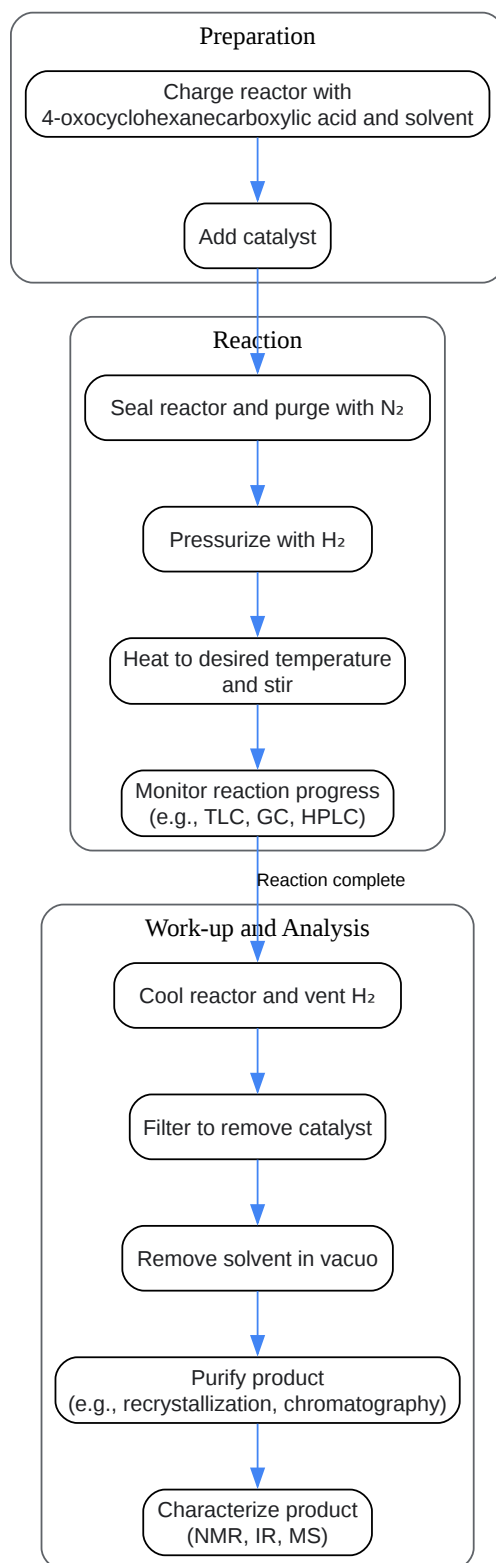 Preparation
Charge reactor with
4-oxocyclohexanecarboxylic acid and solvent
Add catalyst
Reaction
Seal reactor and purge with N₂
Pressurize with H₂
Heat to desired temperature
and stir
Monitor reaction progress
(e.g., TLC, GC, HPLC)
Reaction complete
Work-up and Analysis
Cool reactor and vent H₂
Filter to remove catalyst
Remove solvent in vacuo
Purify product
(e.g., recrystallization, chromatography)
Characterize product
(NMR, IR, MS)